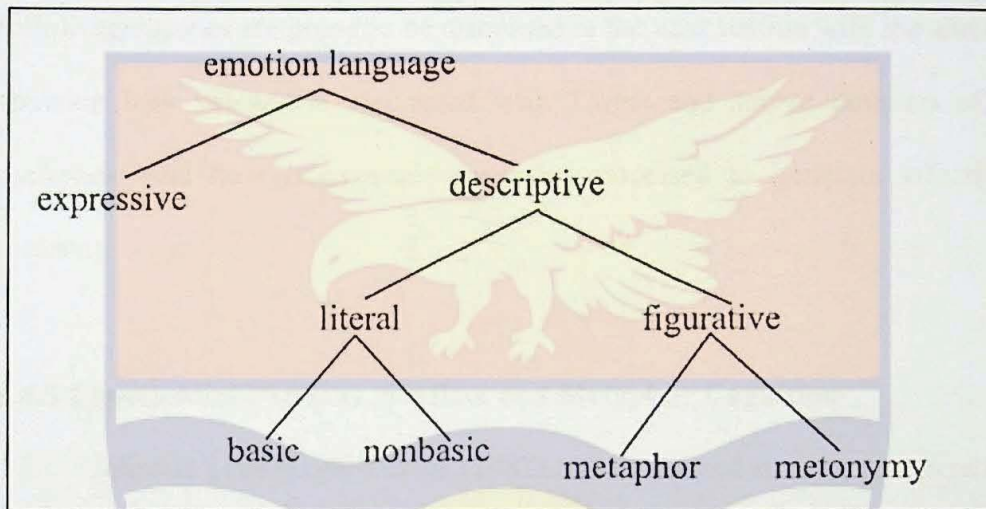 emotion language
expressive
descriptive
literal
figurative
basic
nonbasic
metaphor
metonymy